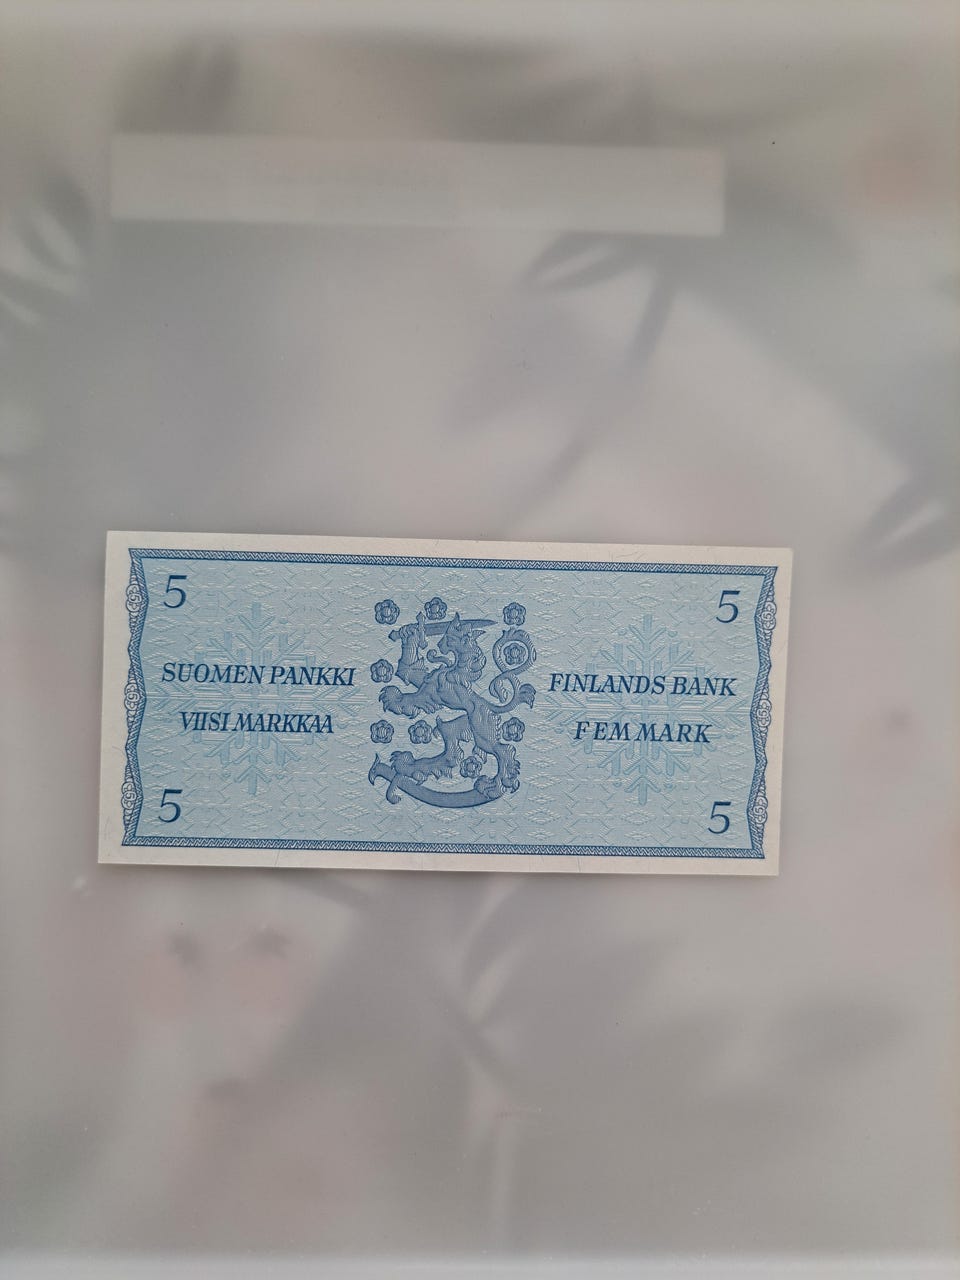 5 5
SUOMEN PANKKI FINLANDS BANK
VIISI MARKKAA FEM MARK
5 5